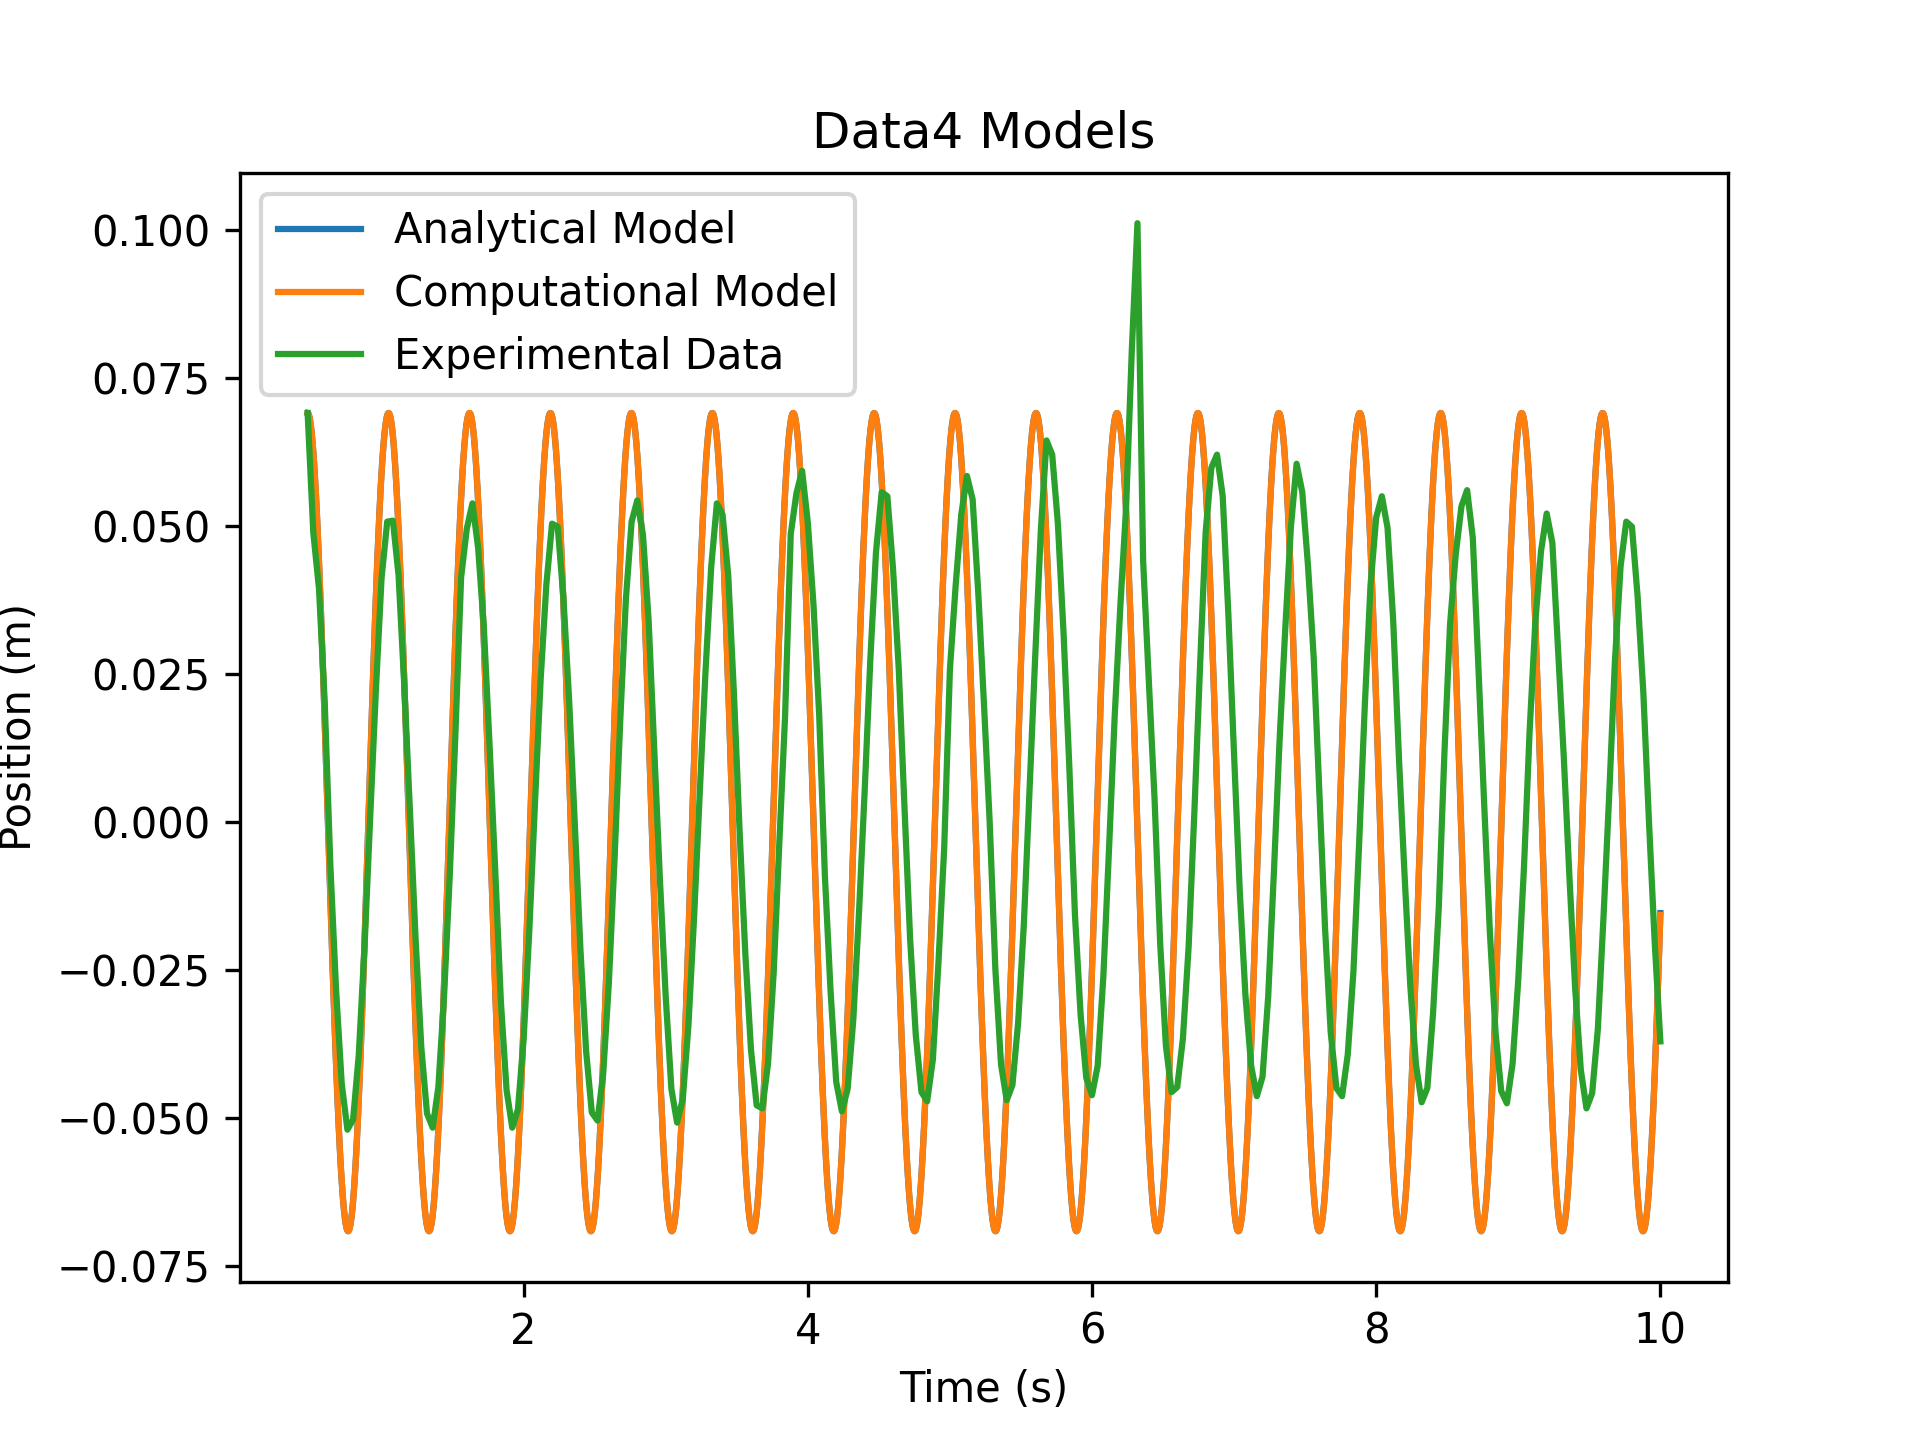 Data4 Models
Analytical Model
Computational Model
Experimental Data
0.100
0.075
0.050
0.025
0.000
−0.025
−0.050
−0.075
Position (m)
2 4 6 8 10
Time (s)